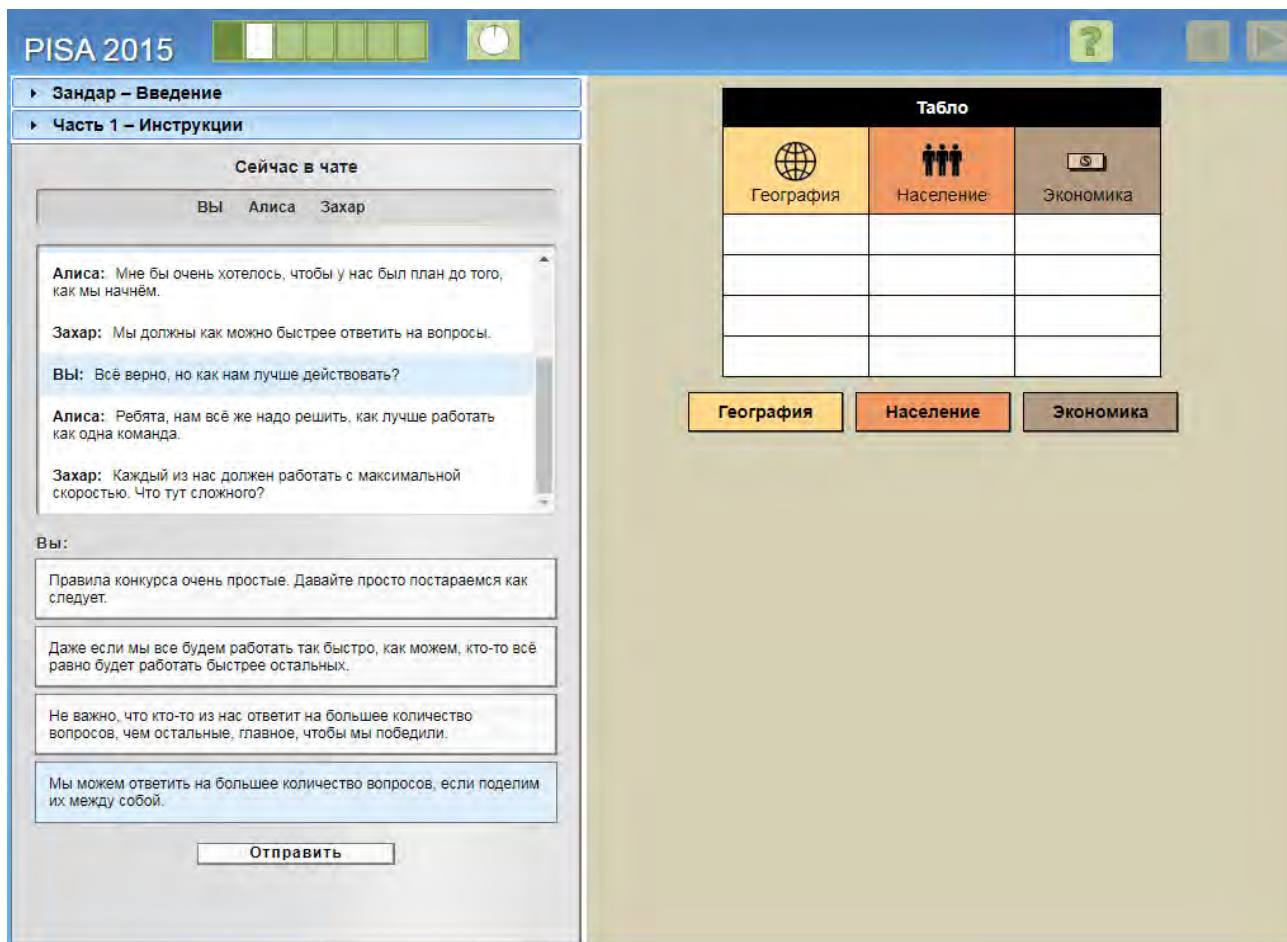 PISA 2015
?
Зандар – Введение
Часть 1 – Инструкции
Сейчас в чате
ВЫ Алиса Захар
Алиса: Мне бы очень хотелось, чтобы у нас был план до того,
как мы начнём.
Захар: Мы должны как можно быстрее ответить на вопросы.
ВЫ: Всё верно, но как нам лучше действовать?
Алиса: Ребята, нам всё же надо решить, как лучше работать
как одна команда.
Захар: Каждый из нас должен работать с максимальной
скоростью. Что тут сложного?
Вы:
Правила конкурса очень простые. Давайте просто постараемся как
следует.
Даже если мы все будем работать так быстро, как можем, кто-то всё
равно будет работать быстрее остальных.
Не важно, что кто-то из нас ответит на большее количество
вопросов, чем остальные, главное, чтобы мы победили.
Мы можем ответить на большее количество вопросов, если поделим
их между собой.
Отправить
Табло
География Население Экономика
География Население Экономика